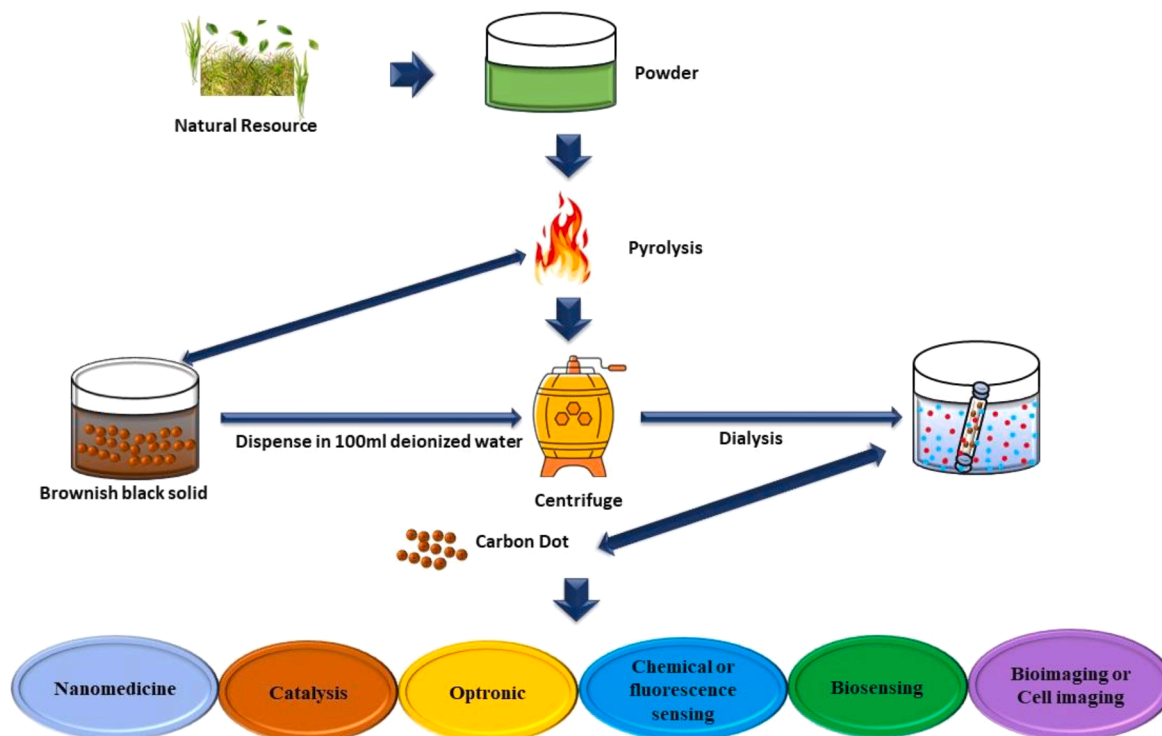 Powder
Natural Resource
Pyrolysis
Dispense in 100ml deionized water
Dialysis
Brownish black solid
Centrifuge
Carbon Dot
Nanomedicine
Catalysis
Optronic
Chemical or
fluorescence
sensing
Biosensing
Bioimaging or
Cell imaging